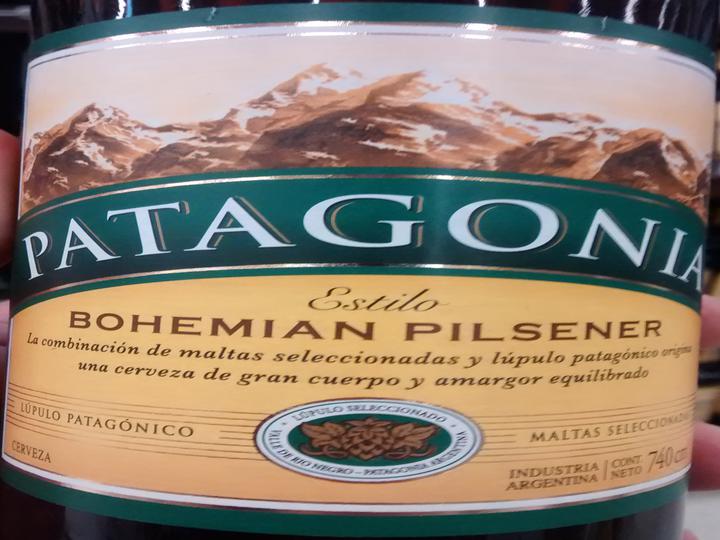 PATAGONIA
Estilo
BOHEMIAN PILSENER
La combinación de maltas seleccionadas y lúpulo patagónico origina
una cerveza de gran cuerpo y amargor equilibrado
LÚPULO PATAGÓNICO
LÚPULO SELECCIONADO
VALLE DE RIO NEGRO - PATAGONIA ARGENTINA
MALTAS SELECCIONADAS
CERVEZA
INDUSTRIA ARGENTINA
CONT. NETO 740 cm